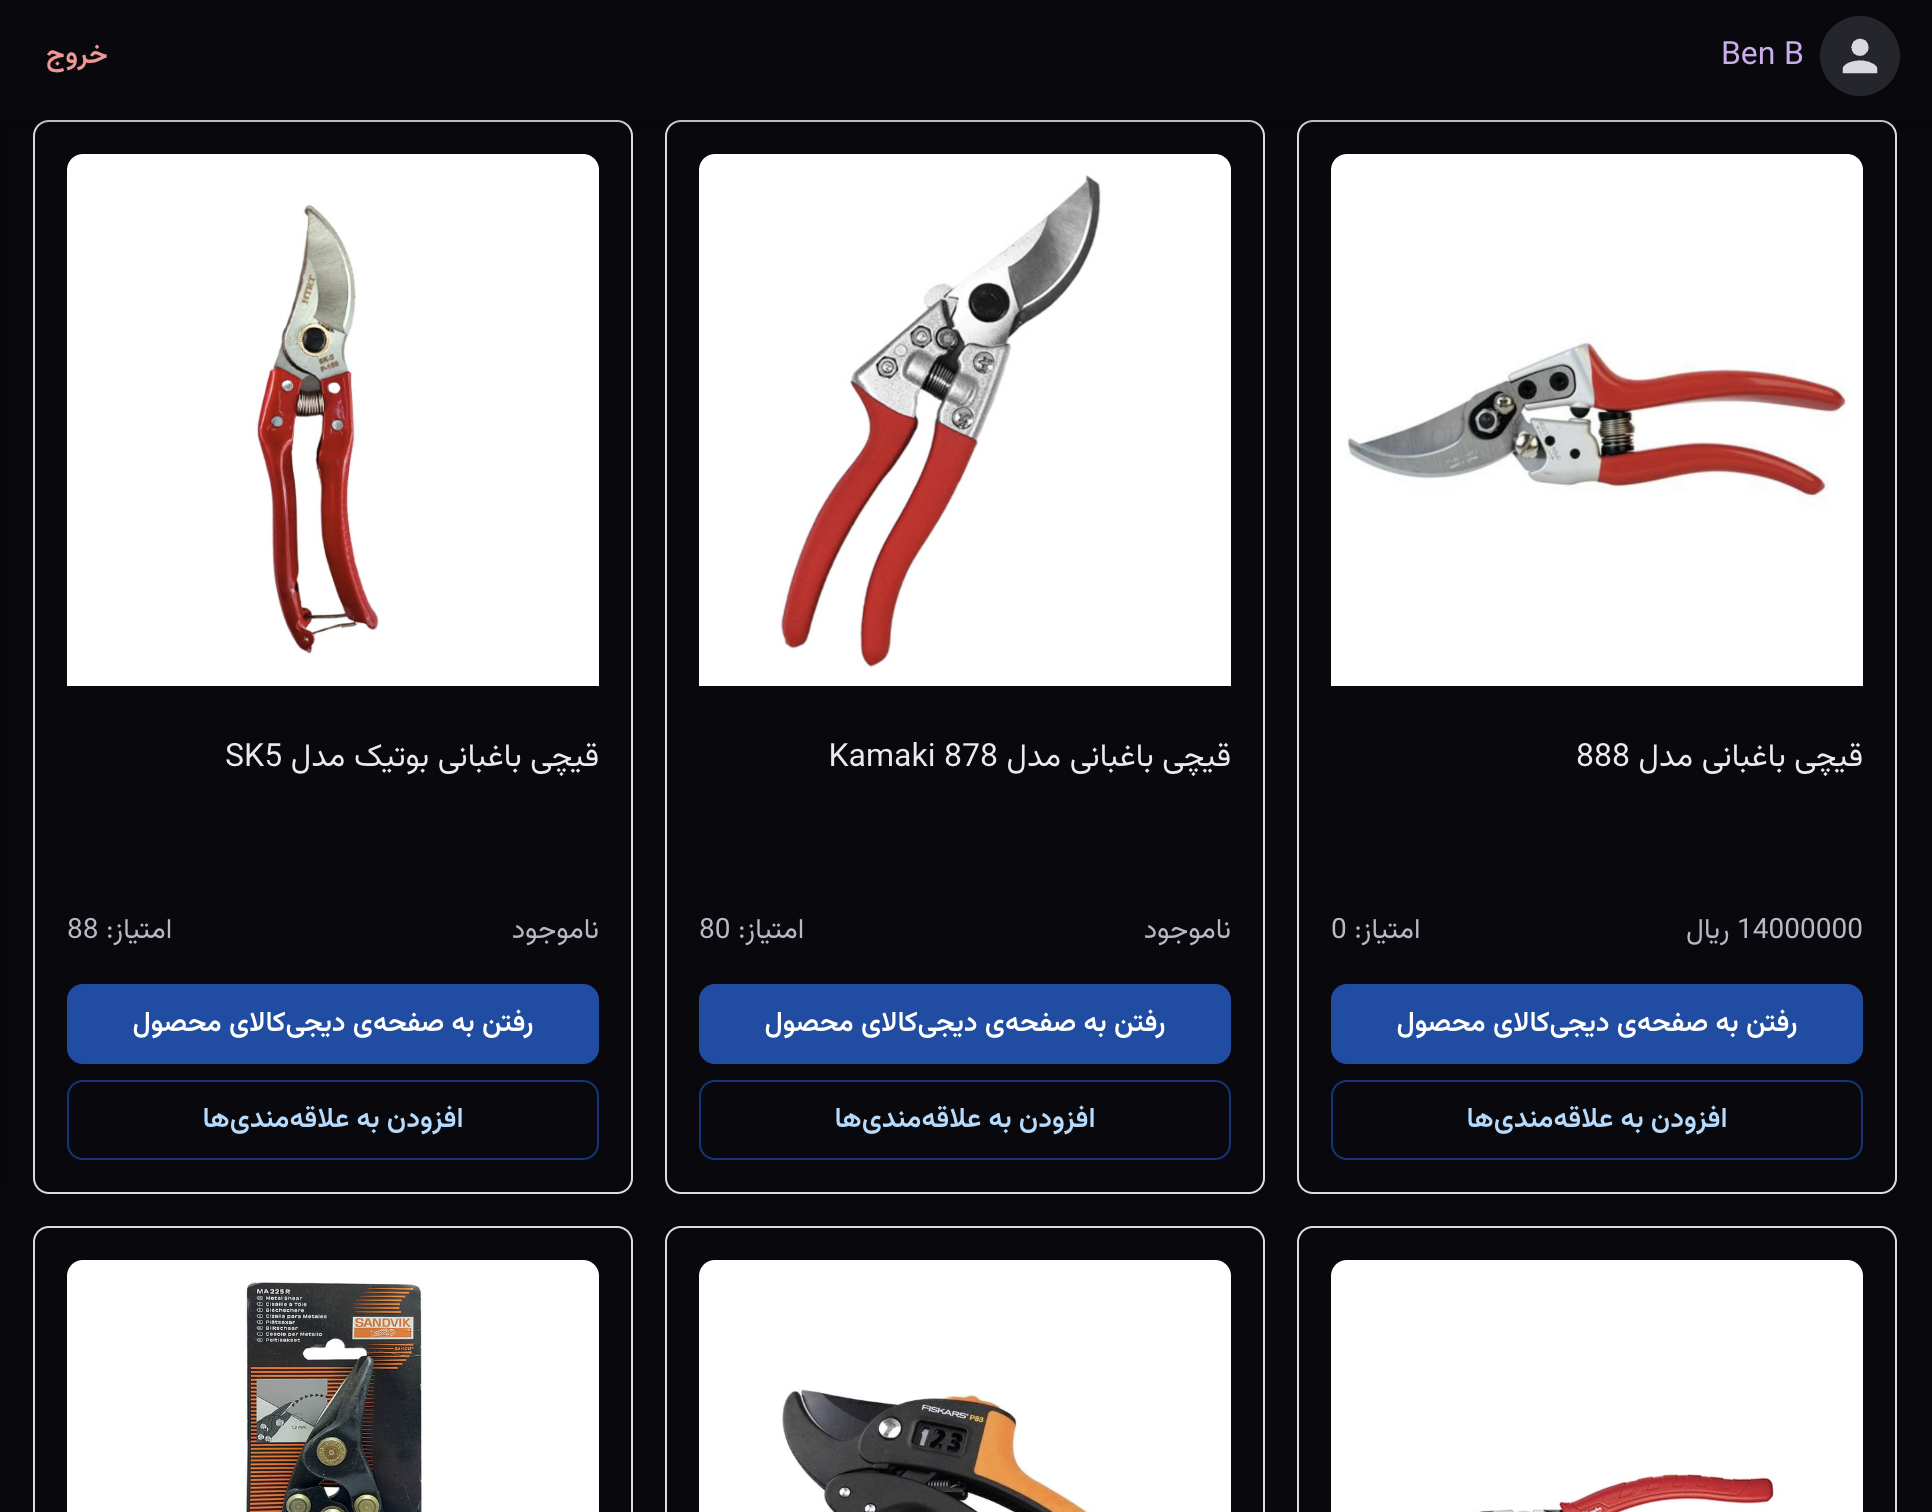 Ben B
خروج
قیچی باغبانی مدل 888
14000000 ریال
امتیاز: 0
رفتن به صفحه‌ی دیجی‌کالای محصول
افزودن به علاقه‌مندی‌ها
قیچی باغبانی مدل Kamaki 878
ناموجود
امتیاز: 80
رفتن به صفحه‌ی دیجی‌کالای محصول
افزودن به علاقه‌مندی‌ها
قیچی باغبانی بوتیک مدل SK5
ناموجود
امتیاز: 88
رفتن به صفحه‌ی دیجی‌کالای محصول
افزودن به علاقه‌مندی‌ها
FISKARS P83
123
MA225R
Metal Shear
SANDVIK